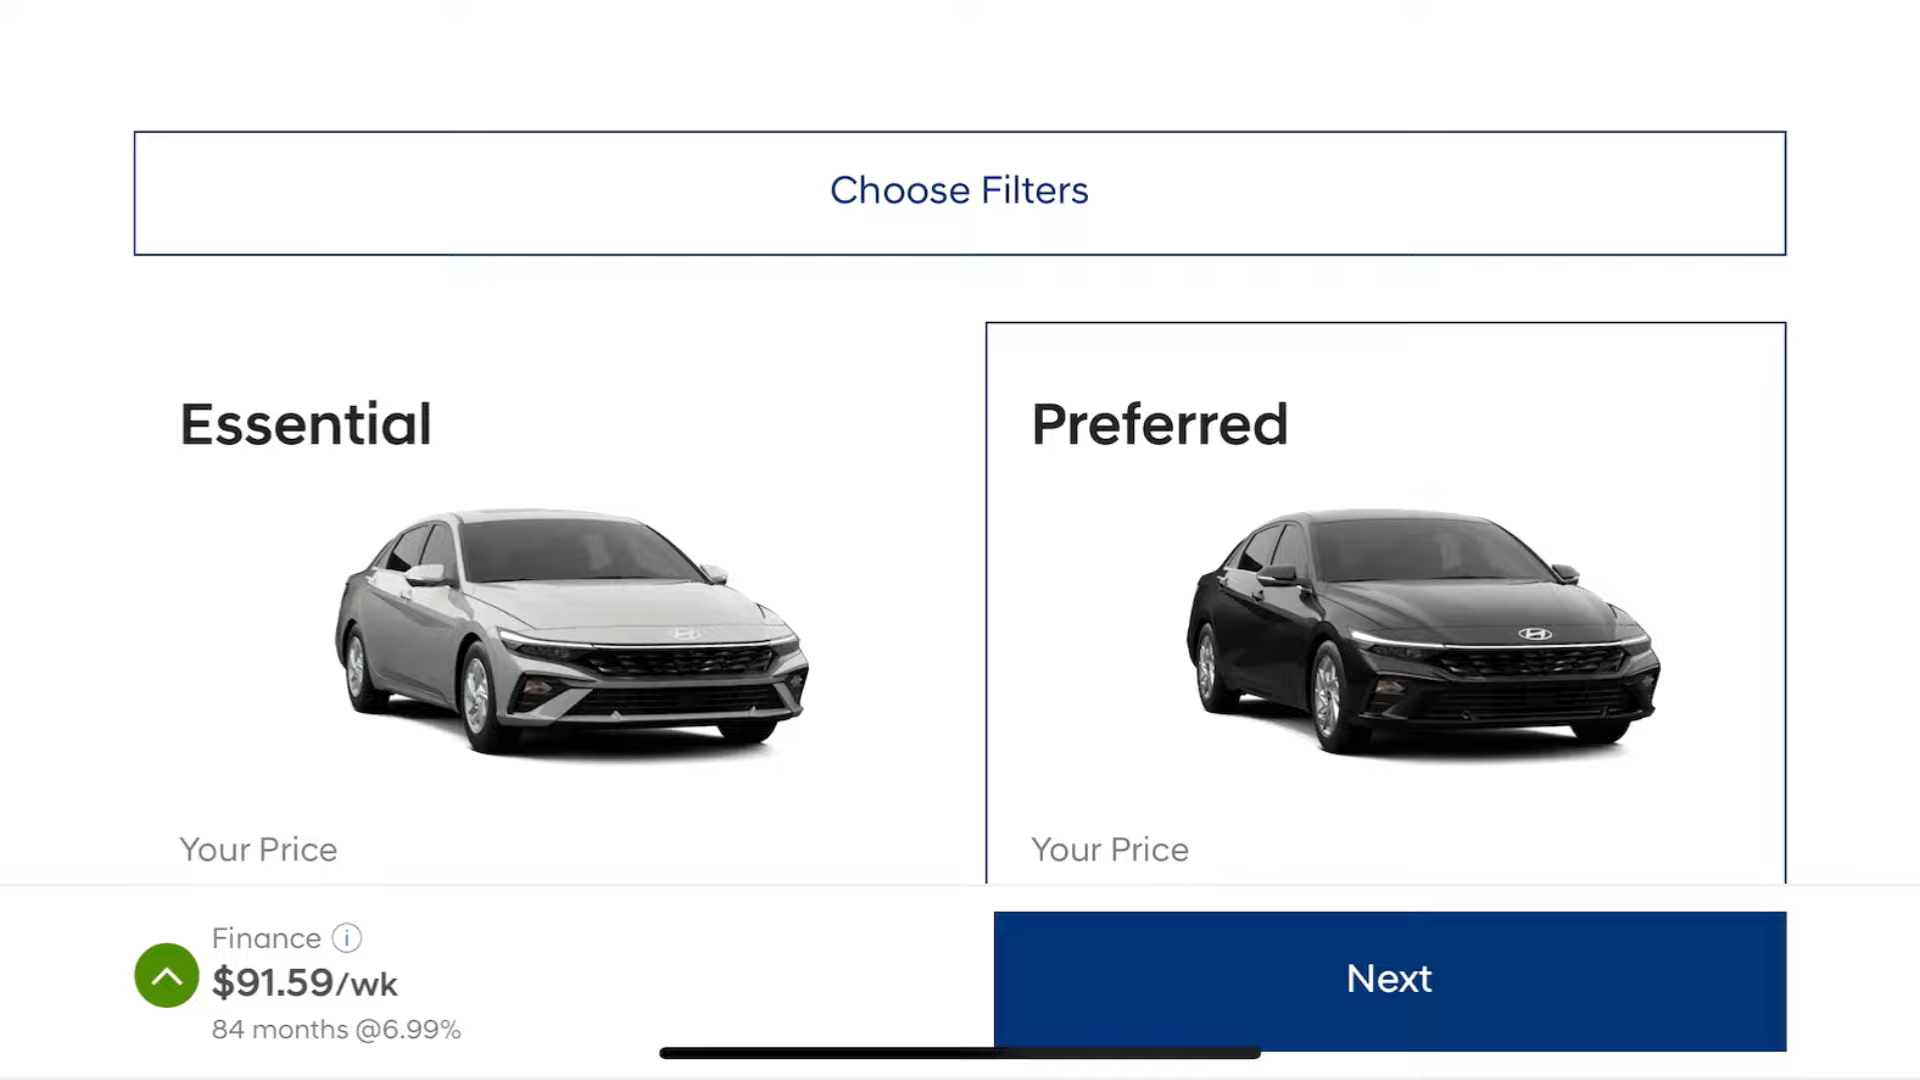 Choose Filters
Essential
Preferred
Your Price
Your Price
Finance
$91.59/wk
84 months @6.99%
Next